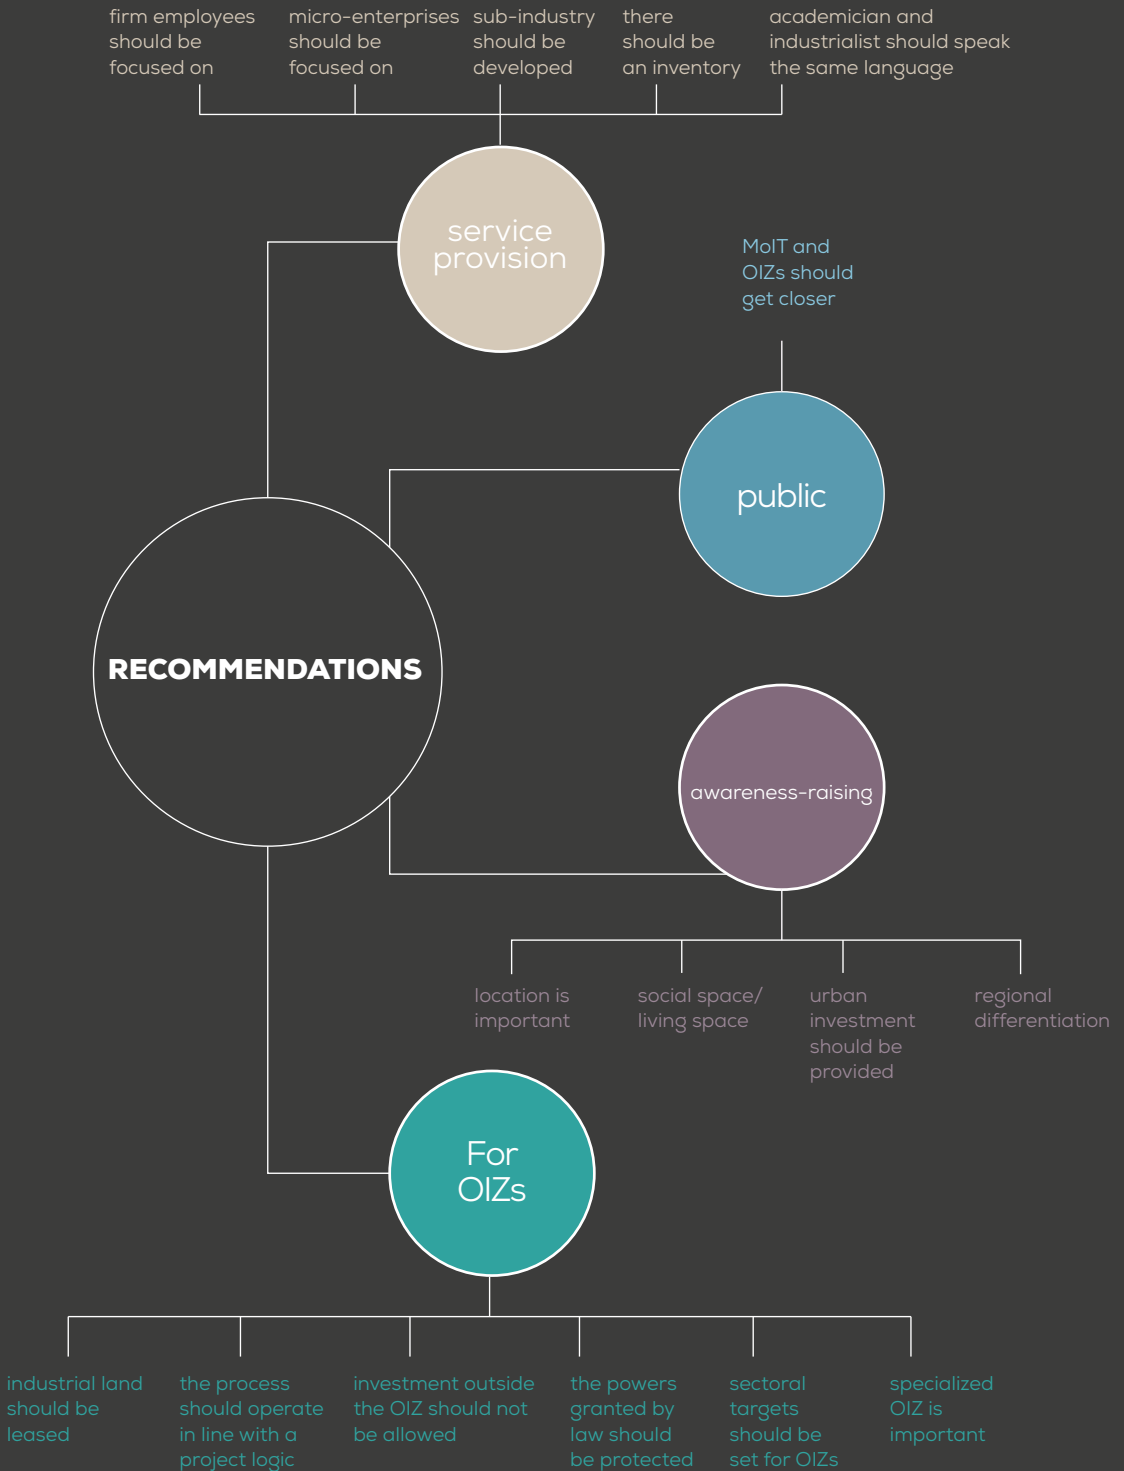 firm employees
should be
focused on
micro-enterprises
should be
focused on
sub-industry
should be
developed
there
should be
an inventory
academician and
industrialist should speak
the same language
service
provision
MoIT and
OIZs should
get closer
public
RECOMMENDATIONS
awareness-raising
location is
important
social space/
living space
urban
investment
should be
provided
regional
differentiation
For
OIZs
industrial land
should be
leased
the process
should operate
in line with a
project logic
investment outside
the OIZ should not
be allowed
the powers
granted by
law should
be protected
sectoral
targets
should be
set for OIZs
specialized
OIZ is
important